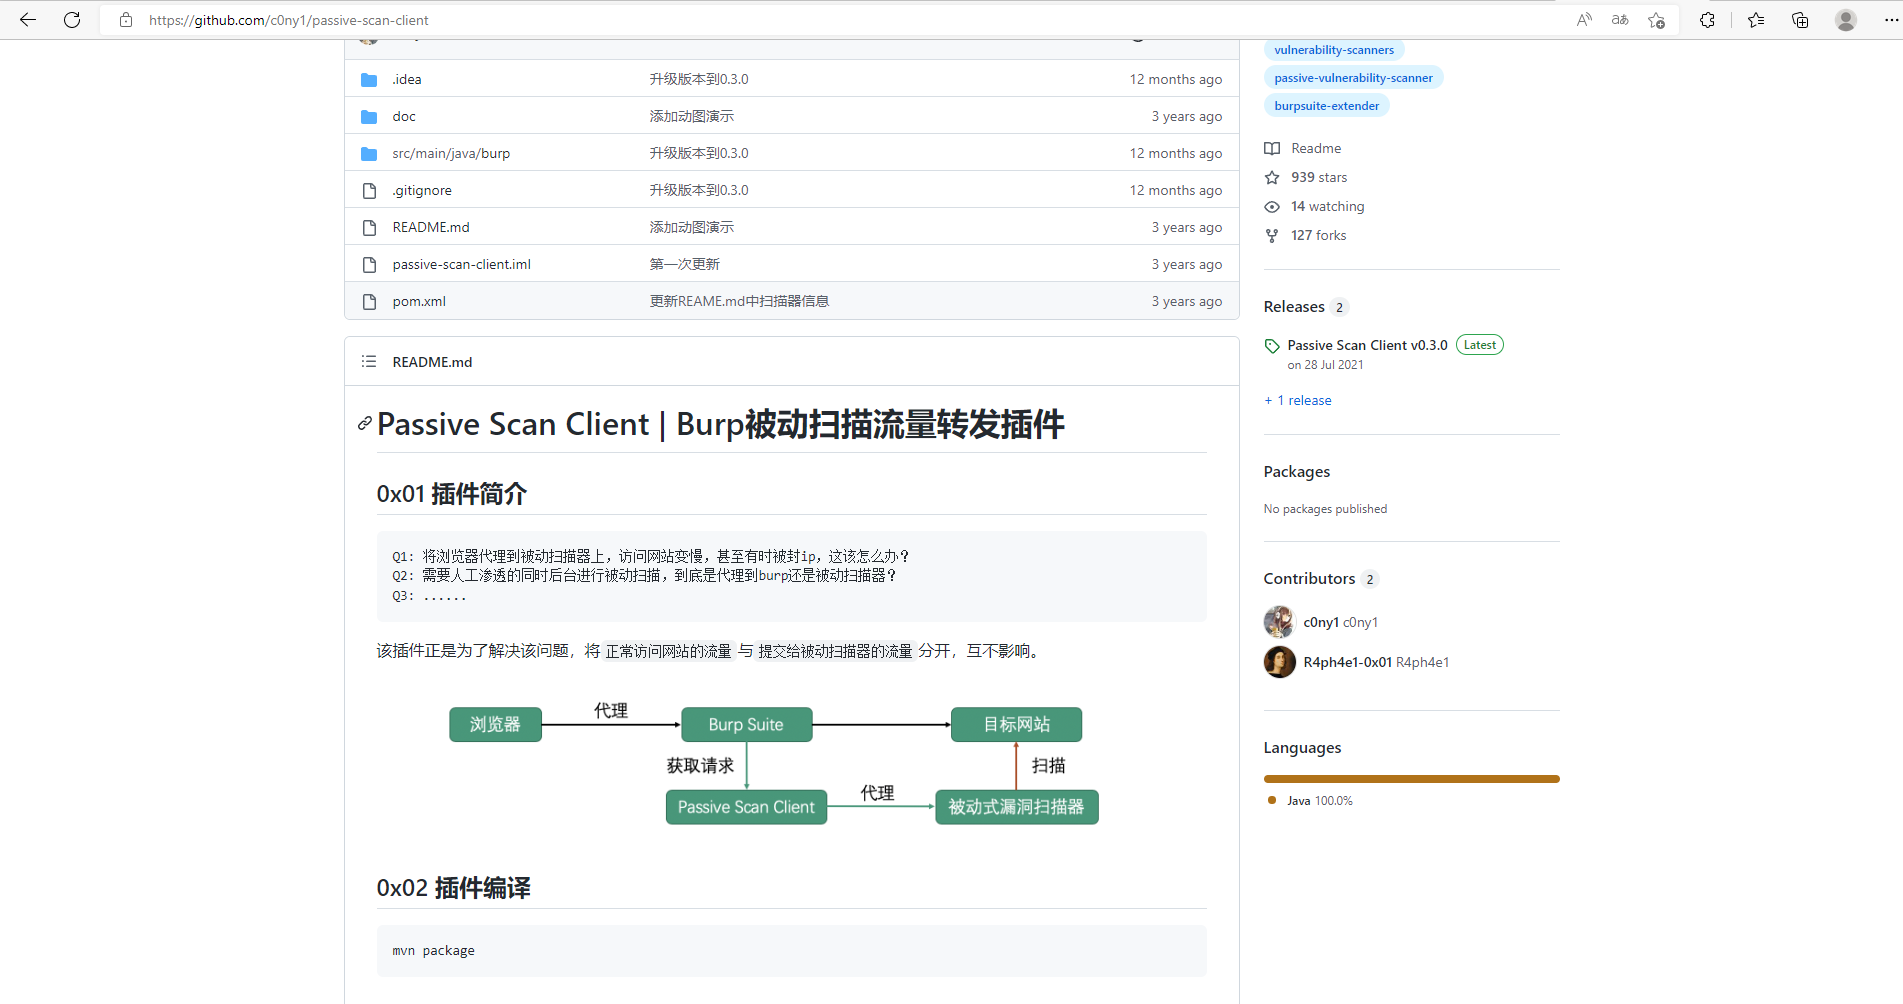 https://github.com/c0ny1/passive-scan-client
.idea 升级版本到0.3.0 12 months ago
doc 添加动图演示 3 years ago
src/main/java/burp 升级版本到0.3.0 12 months ago
.gitignore 升级版本到0.3.0 12 months ago
README.md 添加动图演示 3 years ago
passive-scan-client.iml 第一次更新 3 years ago
pom.xml 更新REAME.md中扫描器信息 3 years ago
README.md
Passive Scan Client | Burp被动扫描流量转发插件
0x01 插件简介
Q1: 将浏览器代理到被动扫描器上，访问网站变慢，甚至有时被封ip，这该怎么办？
Q2: 需要人工渗透的同时后台进行被动扫描，到底是代理到burp还是被动扫描器？
Q3: ......
该插件正是为了解决该问题，将 正常访问网站的流量 与 提交给被动扫描器的流量 分开，互不影响。
浏览器 代理 Burp Suite 目标网站
获取请求 扫描
Passive Scan Client 代理 被动式漏洞扫描器
0x02 插件编译
mvn package
vulnerability-scanners
passive-vulnerability-scanner
burpsuite-extender
Readme
939 stars
14 watching
127 forks
Releases 2
Passive Scan Client v0.3.0 Latest
on 28 Jul 2021
+ 1 release
Packages
No packages published
Contributors 2
c0ny1 c0ny1
R4ph4e1-0x01 R4ph4e1
Languages
Java 100.0%